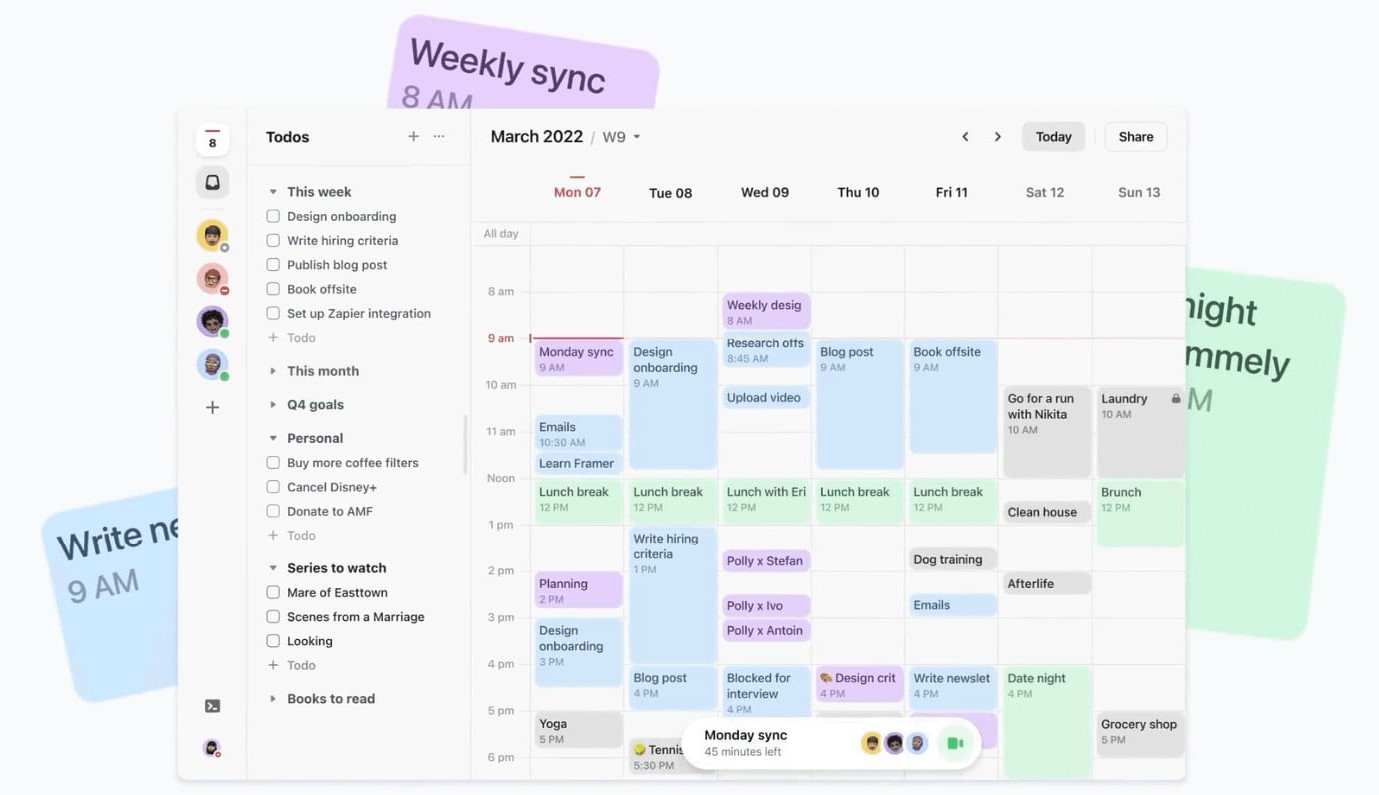 Weekly sync
8 AM
8
Todos
This week
Design onboarding
Write hiring criteria
Publish blog post
Book offsite
Set up Zapier integration
Todo
This month
Q4 goals
Personal
Buy more coffee filters
Cancel Disney+
Donate to AMF
Todo
Series to watch
Mare of Easttown
Scenes from a Marriage
Looking
Todo
Books to read
March 2022 / W9
Today
Share
Mon 07
Tue 08
Wed 09
Thu 10
Fri 11
Sat 12
Sun 13
All day
8 am
9 am
10 am
11 am
Noon
1 pm
2 pm
3 pm
4 pm
5 pm
6 pm
Monday sync
9 AM
Emails
10:30 AM
Learn Framer
Lunch break
12 PM
Planning
2 PM
Design
onboarding
3 PM
Yoga
5 PM
Design
onboarding
9 AM
Lunch break
12 PM
Write hiring
criteria
1 PM
Blog post
4 PM
Tennis
5:30 PM
Weekly desig
8 AM
Research offs
8:45 AM
Upload video
Lunch with Eri
12 PM
Polly x Stefan
Polly x Ivo
Polly x Antoin
Blocked for
interview
4 PM
Blog post
9 AM
Lunch break
12 PM
Design crit
4 PM
Book offsite
9 AM
Lunch break
12 PM
Dog training
Emails
Write newslet
4 PM
Go for a run
with Nikita
10 AM
Clean house
Afterlife
Date night
4 PM
Laundry
10 AM
Brunch
12 PM
Grocery shop
5 PM
Monday sync
45 minutes left
Write ne
9 AM
night
mmely
M